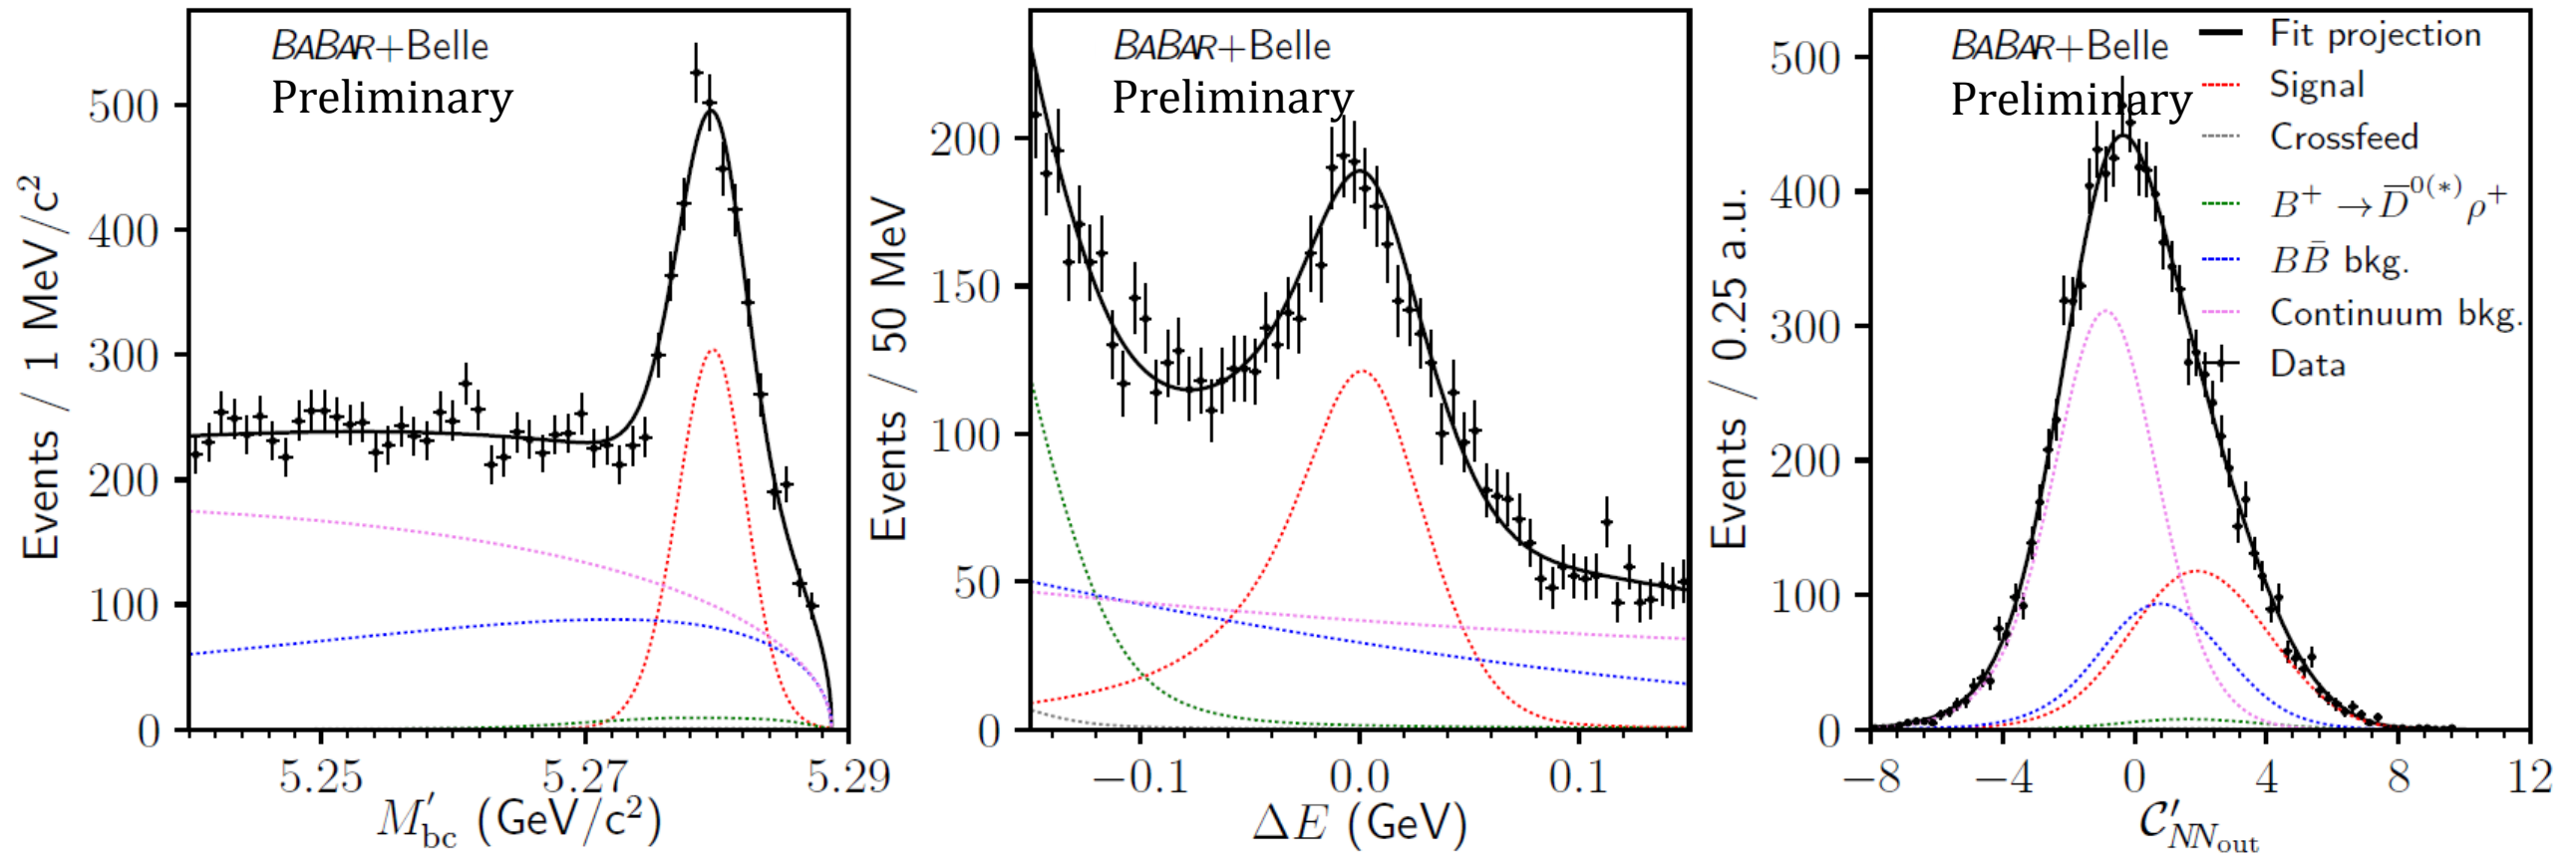 BABAR+Belle
Preliminary
500
400
300
200
100
0
Events / 1 MeV/c²
5.25
5.27
5.29
M′bc (GeV/c²)
BABAR+Belle
Preliminary
200
150
100
50
0
Events / 50 MeV
−0.1
0.0
0.1
ΔE (GeV)
BABAR+Belle
Preliminary
500
400
300
200
100
0
Events / 0.25 a.u.
−8
−4
0
4
8
12
C′NNout
Fit projection
Signal
Crossfeed
B⁺ → D̅⁰⁽*⁾ρ⁺
BB̄ bkg.
Continuum bkg.
Data